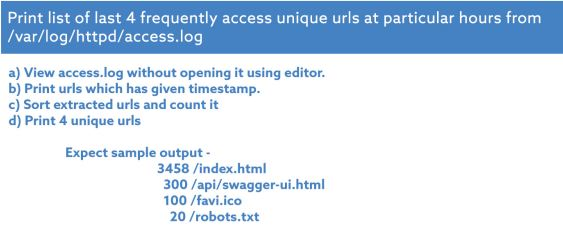 Print list of last 4 frequently access unique urls at particular hours from
/var/log/httpd/access.log
a) View access.log without opening it using editor.
b) Print urls which has given timestamp.
c) Sort extracted urls and count it
d) Print 4 unique urls
Expect sample output -
3458 /index.html
300 /api/swagger-ui.html
100 /favi.ico
20 /robots.txt